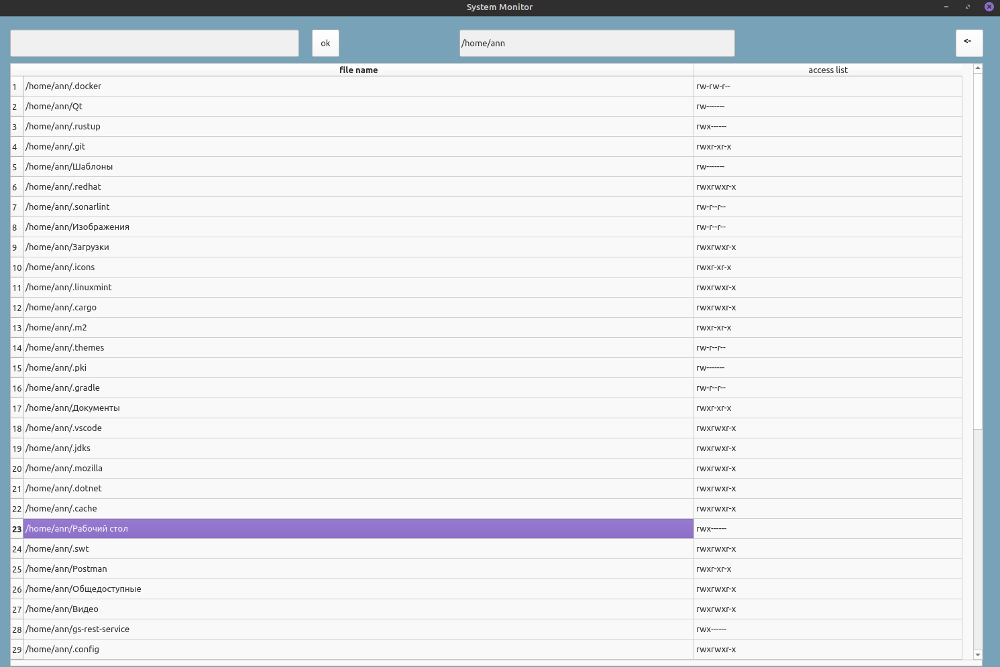 System Monitor
ok
/home/ann
<-
file name access list
1 /home/ann/.docker rw-rw-r--
2 /home/ann/Qt rw-------
3 /home/ann/.rustup rwx------
4 /home/ann/.git rwxr-xr-x
5 /home/ann/Шаблоны rw-------
6 /home/ann/.redhat rwxrwxr-x
7 /home/ann/.sonarlint rw-r--r--
8 /home/ann/Изображения rw-r--r--
9 /home/ann/Загрузки rwxrwxr-x
10 /home/ann/.icons rwxr-xr-x
11 /home/ann/.linuxmint rwxrwxr-x
12 /home/ann/.cargo rwxrwxr-x
13 /home/ann/.m2 rwxr-xr-x
14 /home/ann/.themes rw-r--r--
15 /home/ann/.pki rw-------
16 /home/ann/.gradle rw-r--r--
17 /home/ann/Документы rwxr-xr-x
18 /home/ann/.vscode rwxrwxr-x
19 /home/ann/.jdks rwxrwxr-x
20 /home/ann/.mozilla rwxrwxr-x
21 /home/ann/.dotnet rwxrwxr-x
22 /home/ann/.cache rwxrwxr-x
23 /home/ann/Рабочий стол rwx------
24 /home/ann/.swt rwxrwxr-x
25 /home/ann/Postman rwxr-xr-x
26 /home/ann/Общедоступные rwxrwxr-x
27 /home/ann/Видео rwxrwxr-x
28 /home/ann/gs-rest-service rwx------
29 /home/ann/.config rwxrwxr-x